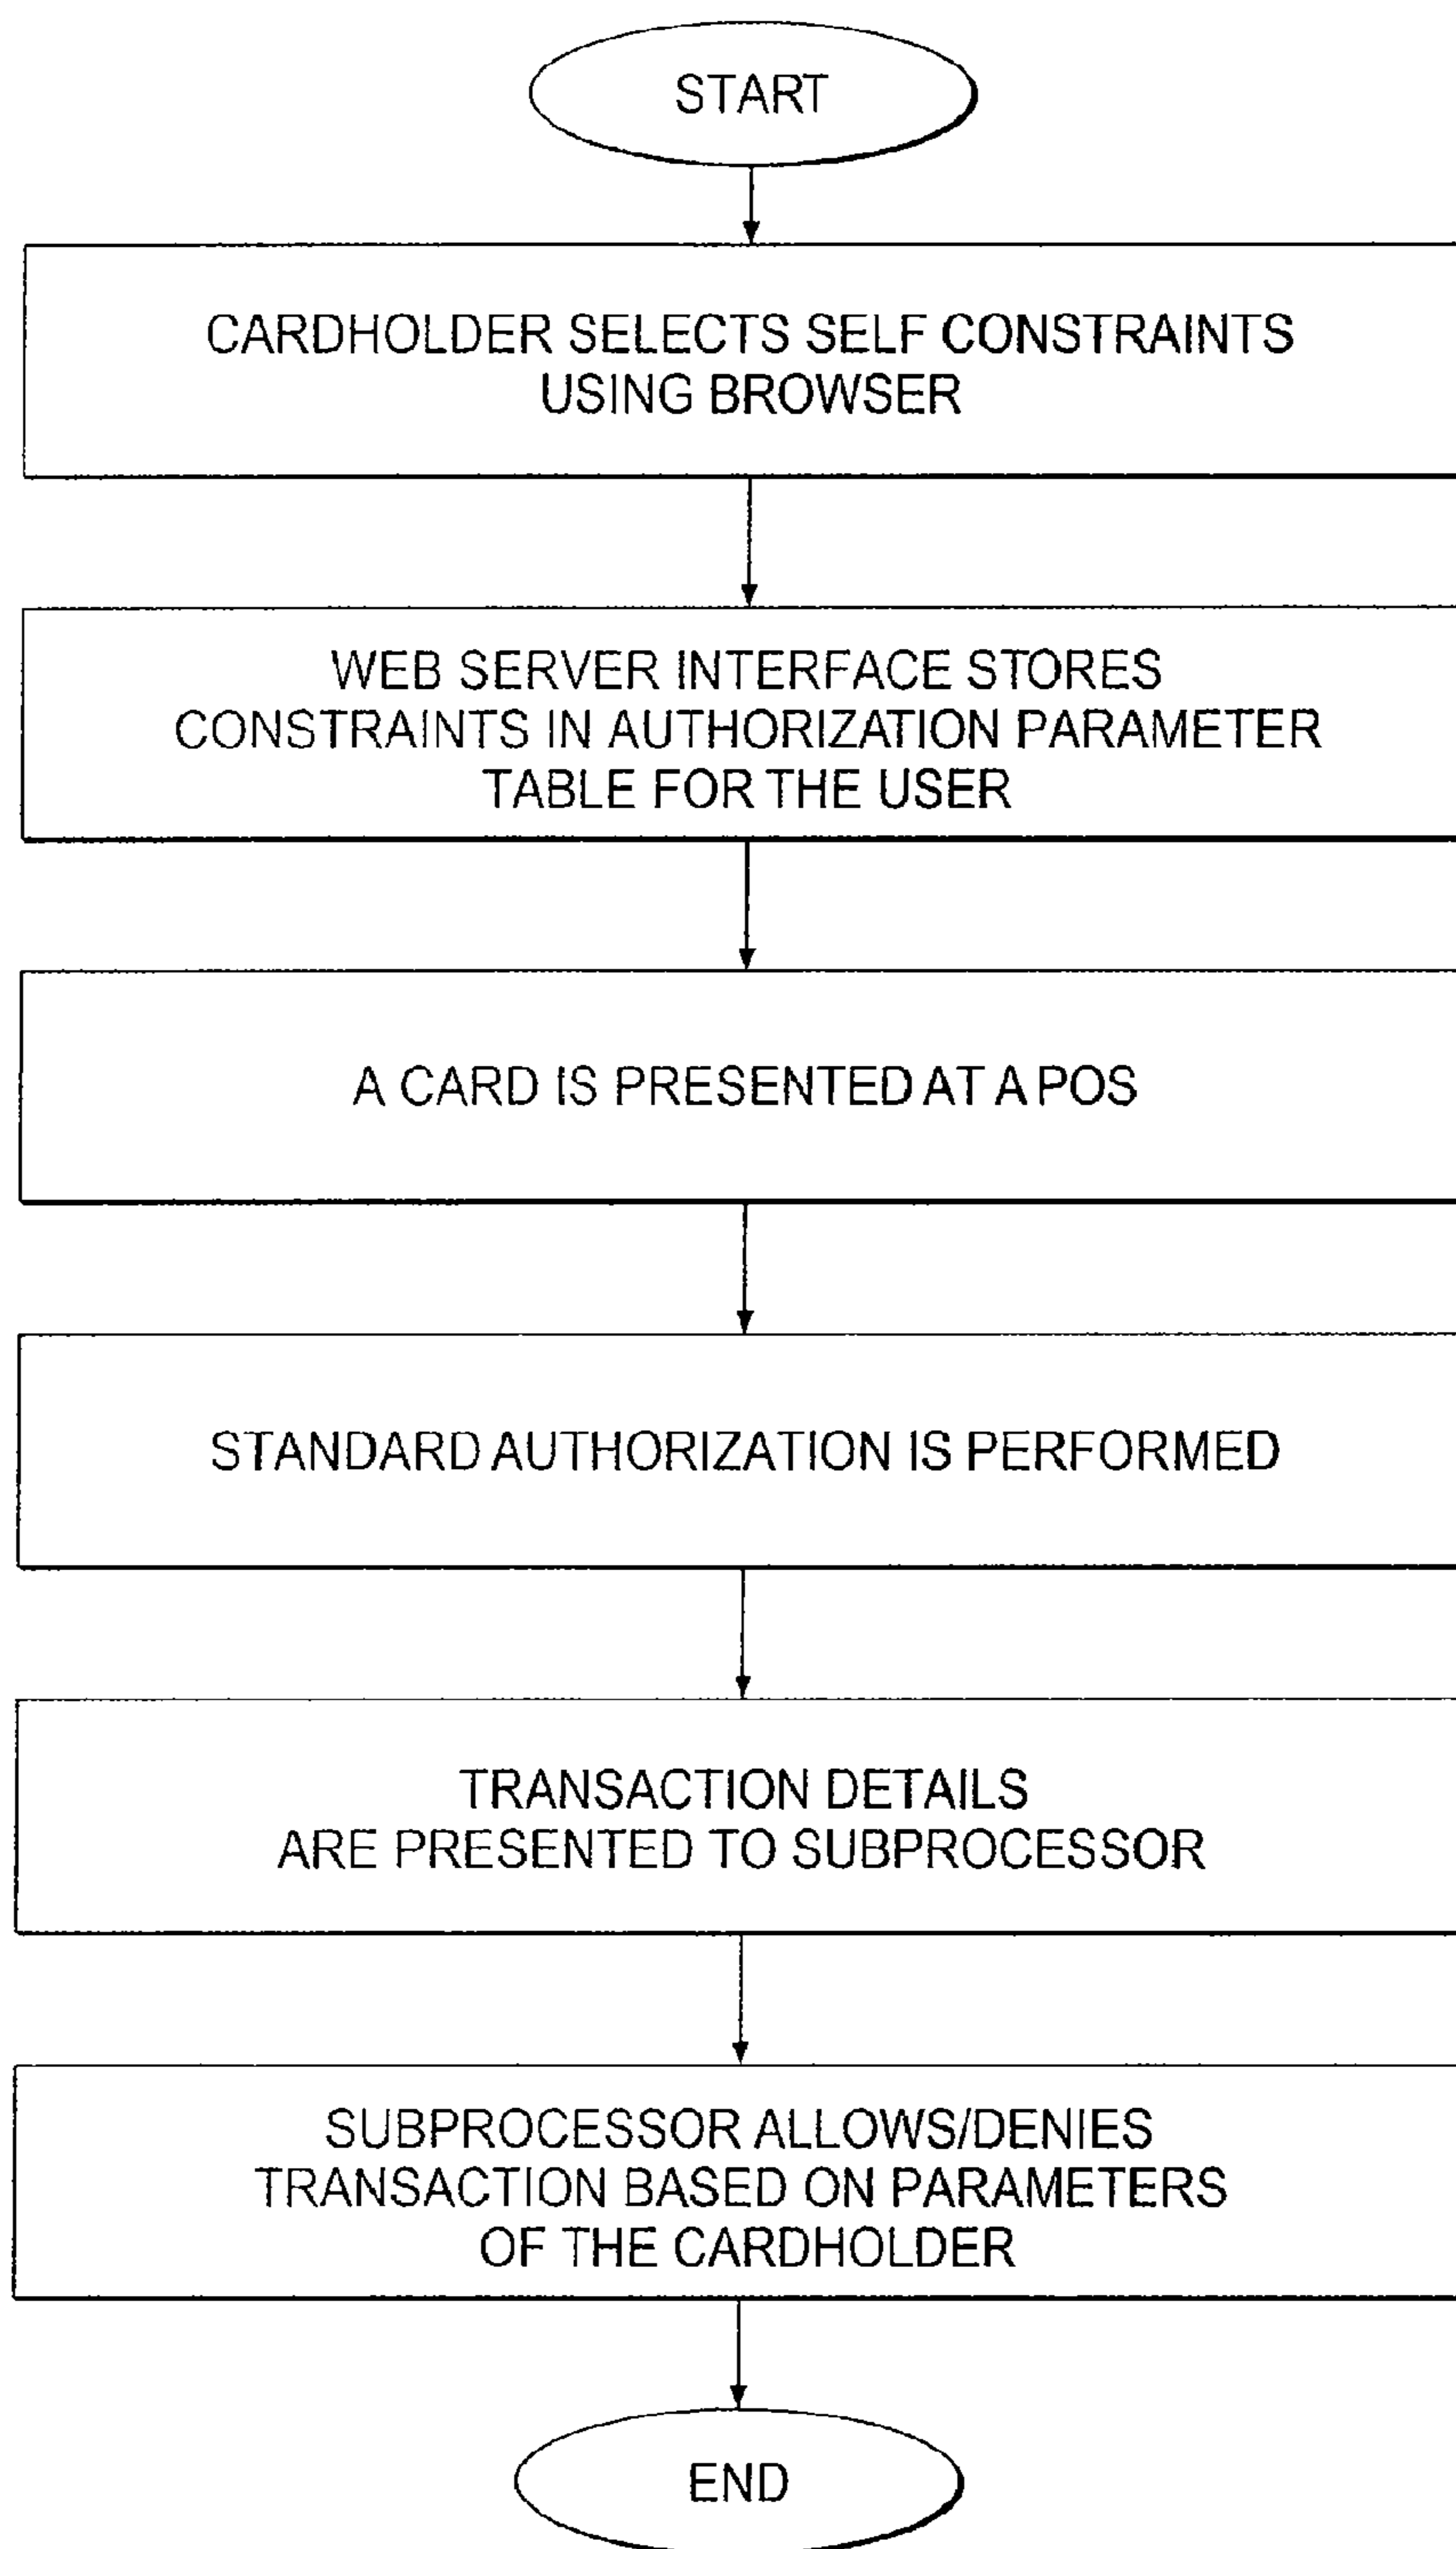 START
CARDHOLDER SELECTS SELF CONSTRAINTS
USING BROWSER
WEB SERVER INTERFACE STORES
CONSTRAINTS IN AUTHORIZATION PARAMETER
TABLE FOR THE USER
A CARD IS PRESENTED AT A POS
STANDARD AUTHORIZATION IS PERFORMED
TRANSACTION DETAILS
ARE PRESENTED TO SUBPROCESSOR
SUBPROCESSOR ALLOWS/DENIES
TRANSACTION BASED ON PARAMETERS
OF THE CARDHOLDER
END